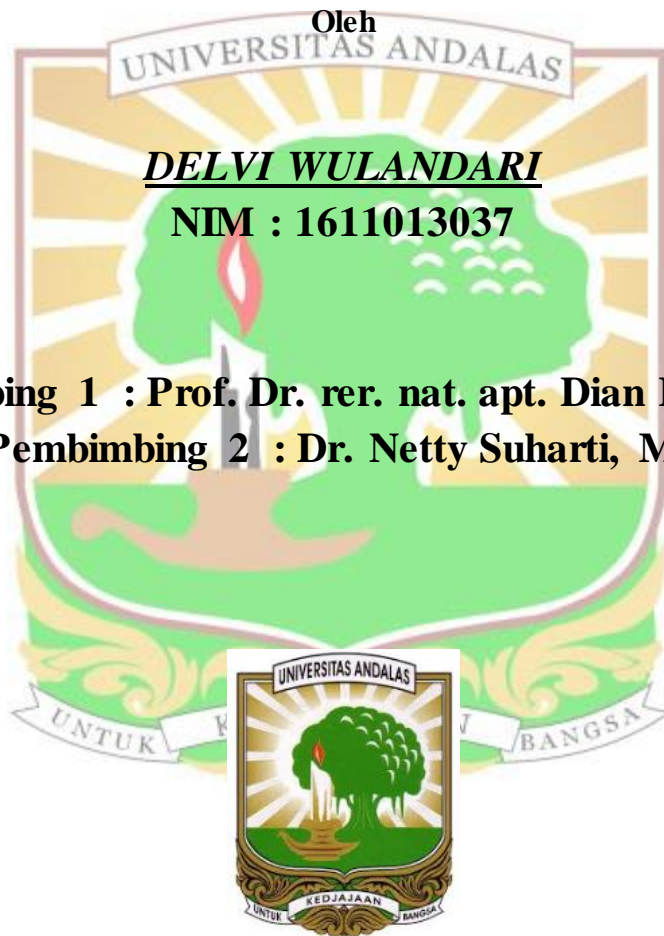 Oleh
UNIVERSITAS ANDALAS
DELVI WULANDARI
NIM : 1611013037
bing 1 : Prof. Dr. rer. nat. apt. Dian
Pembimbing 2 : Dr. Netty Suharti,
UNTUK BANGSA
UNIVERSITAS ANDALAS
UNTUK KEDJAJAAN BANGSA